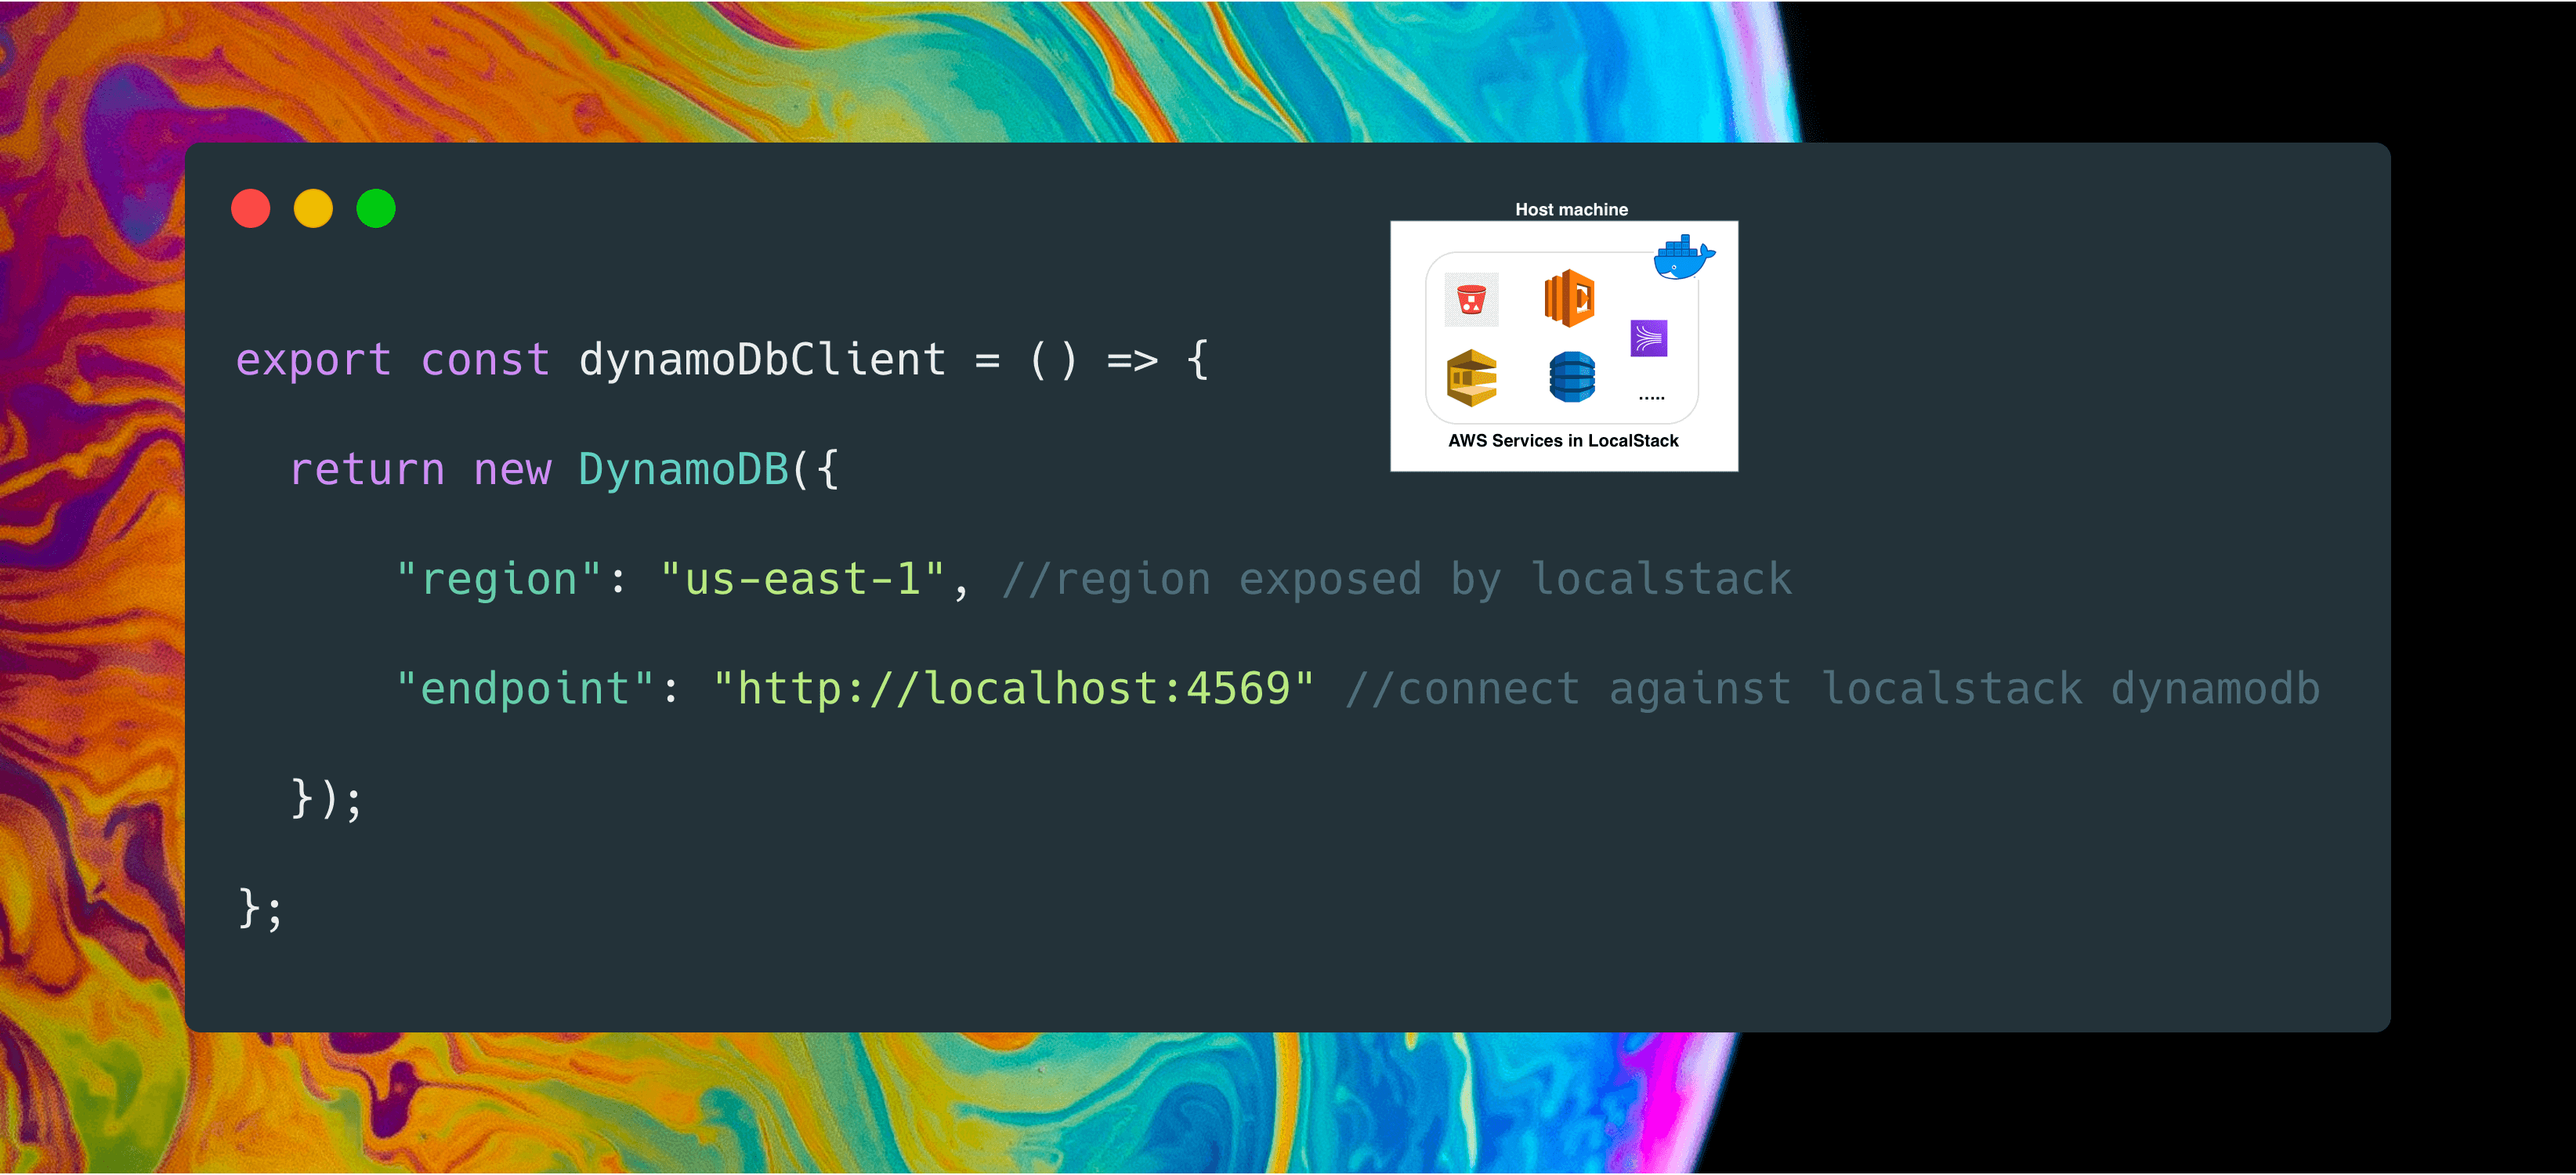 Host machine
AWS Services in LocalStack
.....
export const dynamoDbClient = () => {
return new DynamoDB({
"region": "us-east-1", //region exposed by localstack
"endpoint": "http://localhost:4569" //connect against localstack dynamodb
});
};